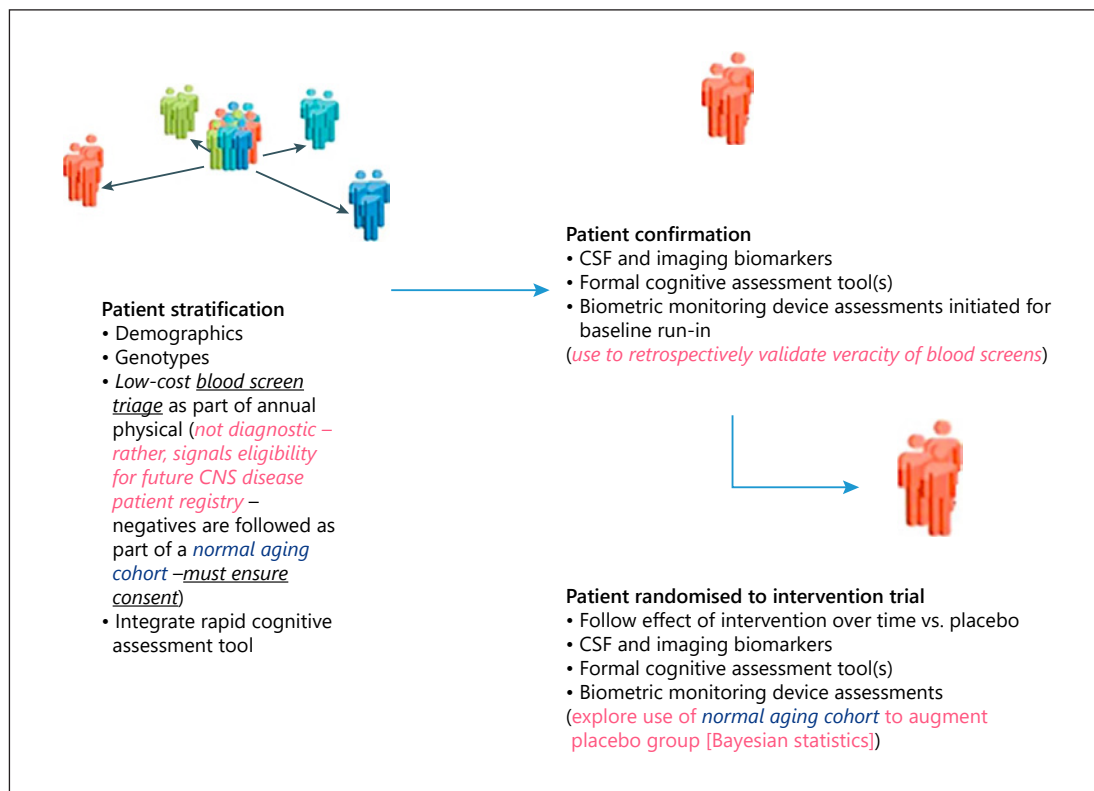 Patient stratification
• Demographics
• Genotypes
• Low-cost blood screen
triage as part of annual
physical (not diagnostic –
rather, signals eligibility
for future CNS disease
patient registry –
negatives are followed as
part of a normal aging
cohort –must ensure
consent)
• Integrate rapid cognitive
assessment tool
Patient confirmation
• CSF and imaging biomarkers
• Formal cognitive assessment tool(s)
• Biometric monitoring device assessments initiated for
baseline run-in
(use to retrospectively validate veracity of blood screens)
Patient randomised to intervention trial
• Follow effect of intervention over time vs. placebo
• CSF and imaging biomarkers
• Formal cognitive assessment tool(s)
• Biometric monitoring device assessments
(explore use of normal aging cohort to augment
placebo group [Bayesian statistics])